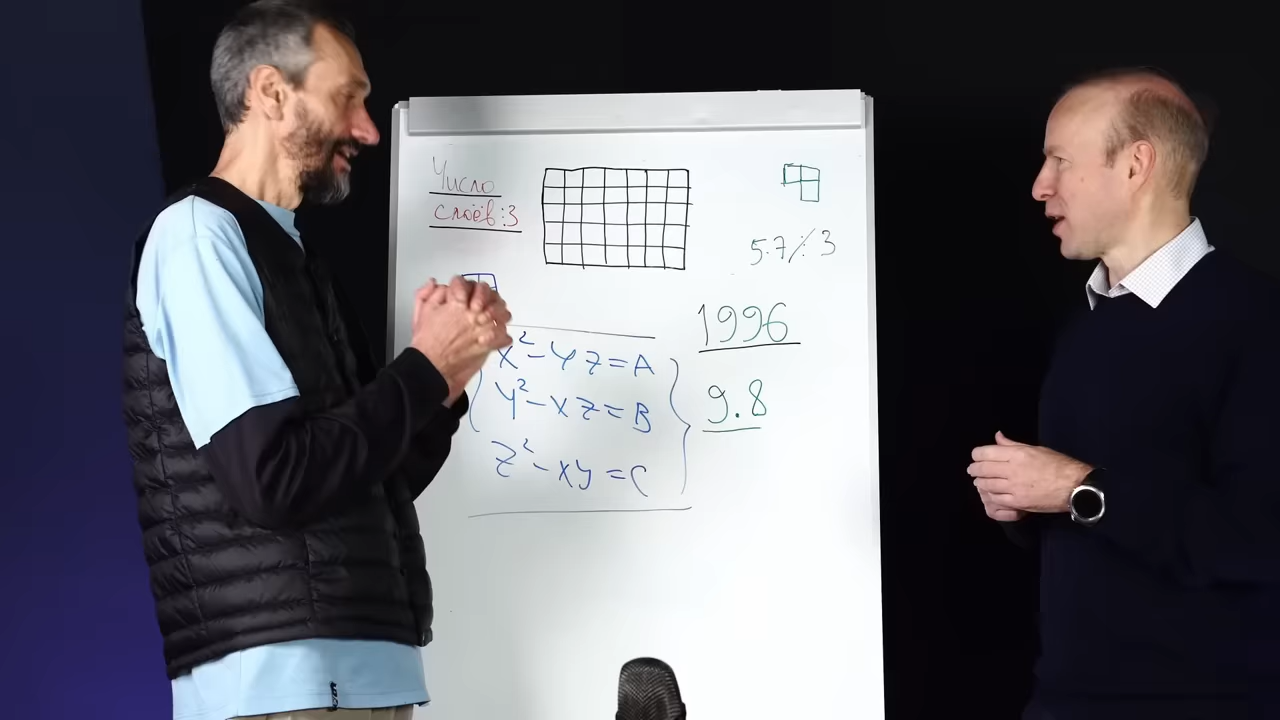 Число
слоёв:3
5·7⁒3
1996
9.8
x²-yz=A
y²-xz=B
z²-xy=C